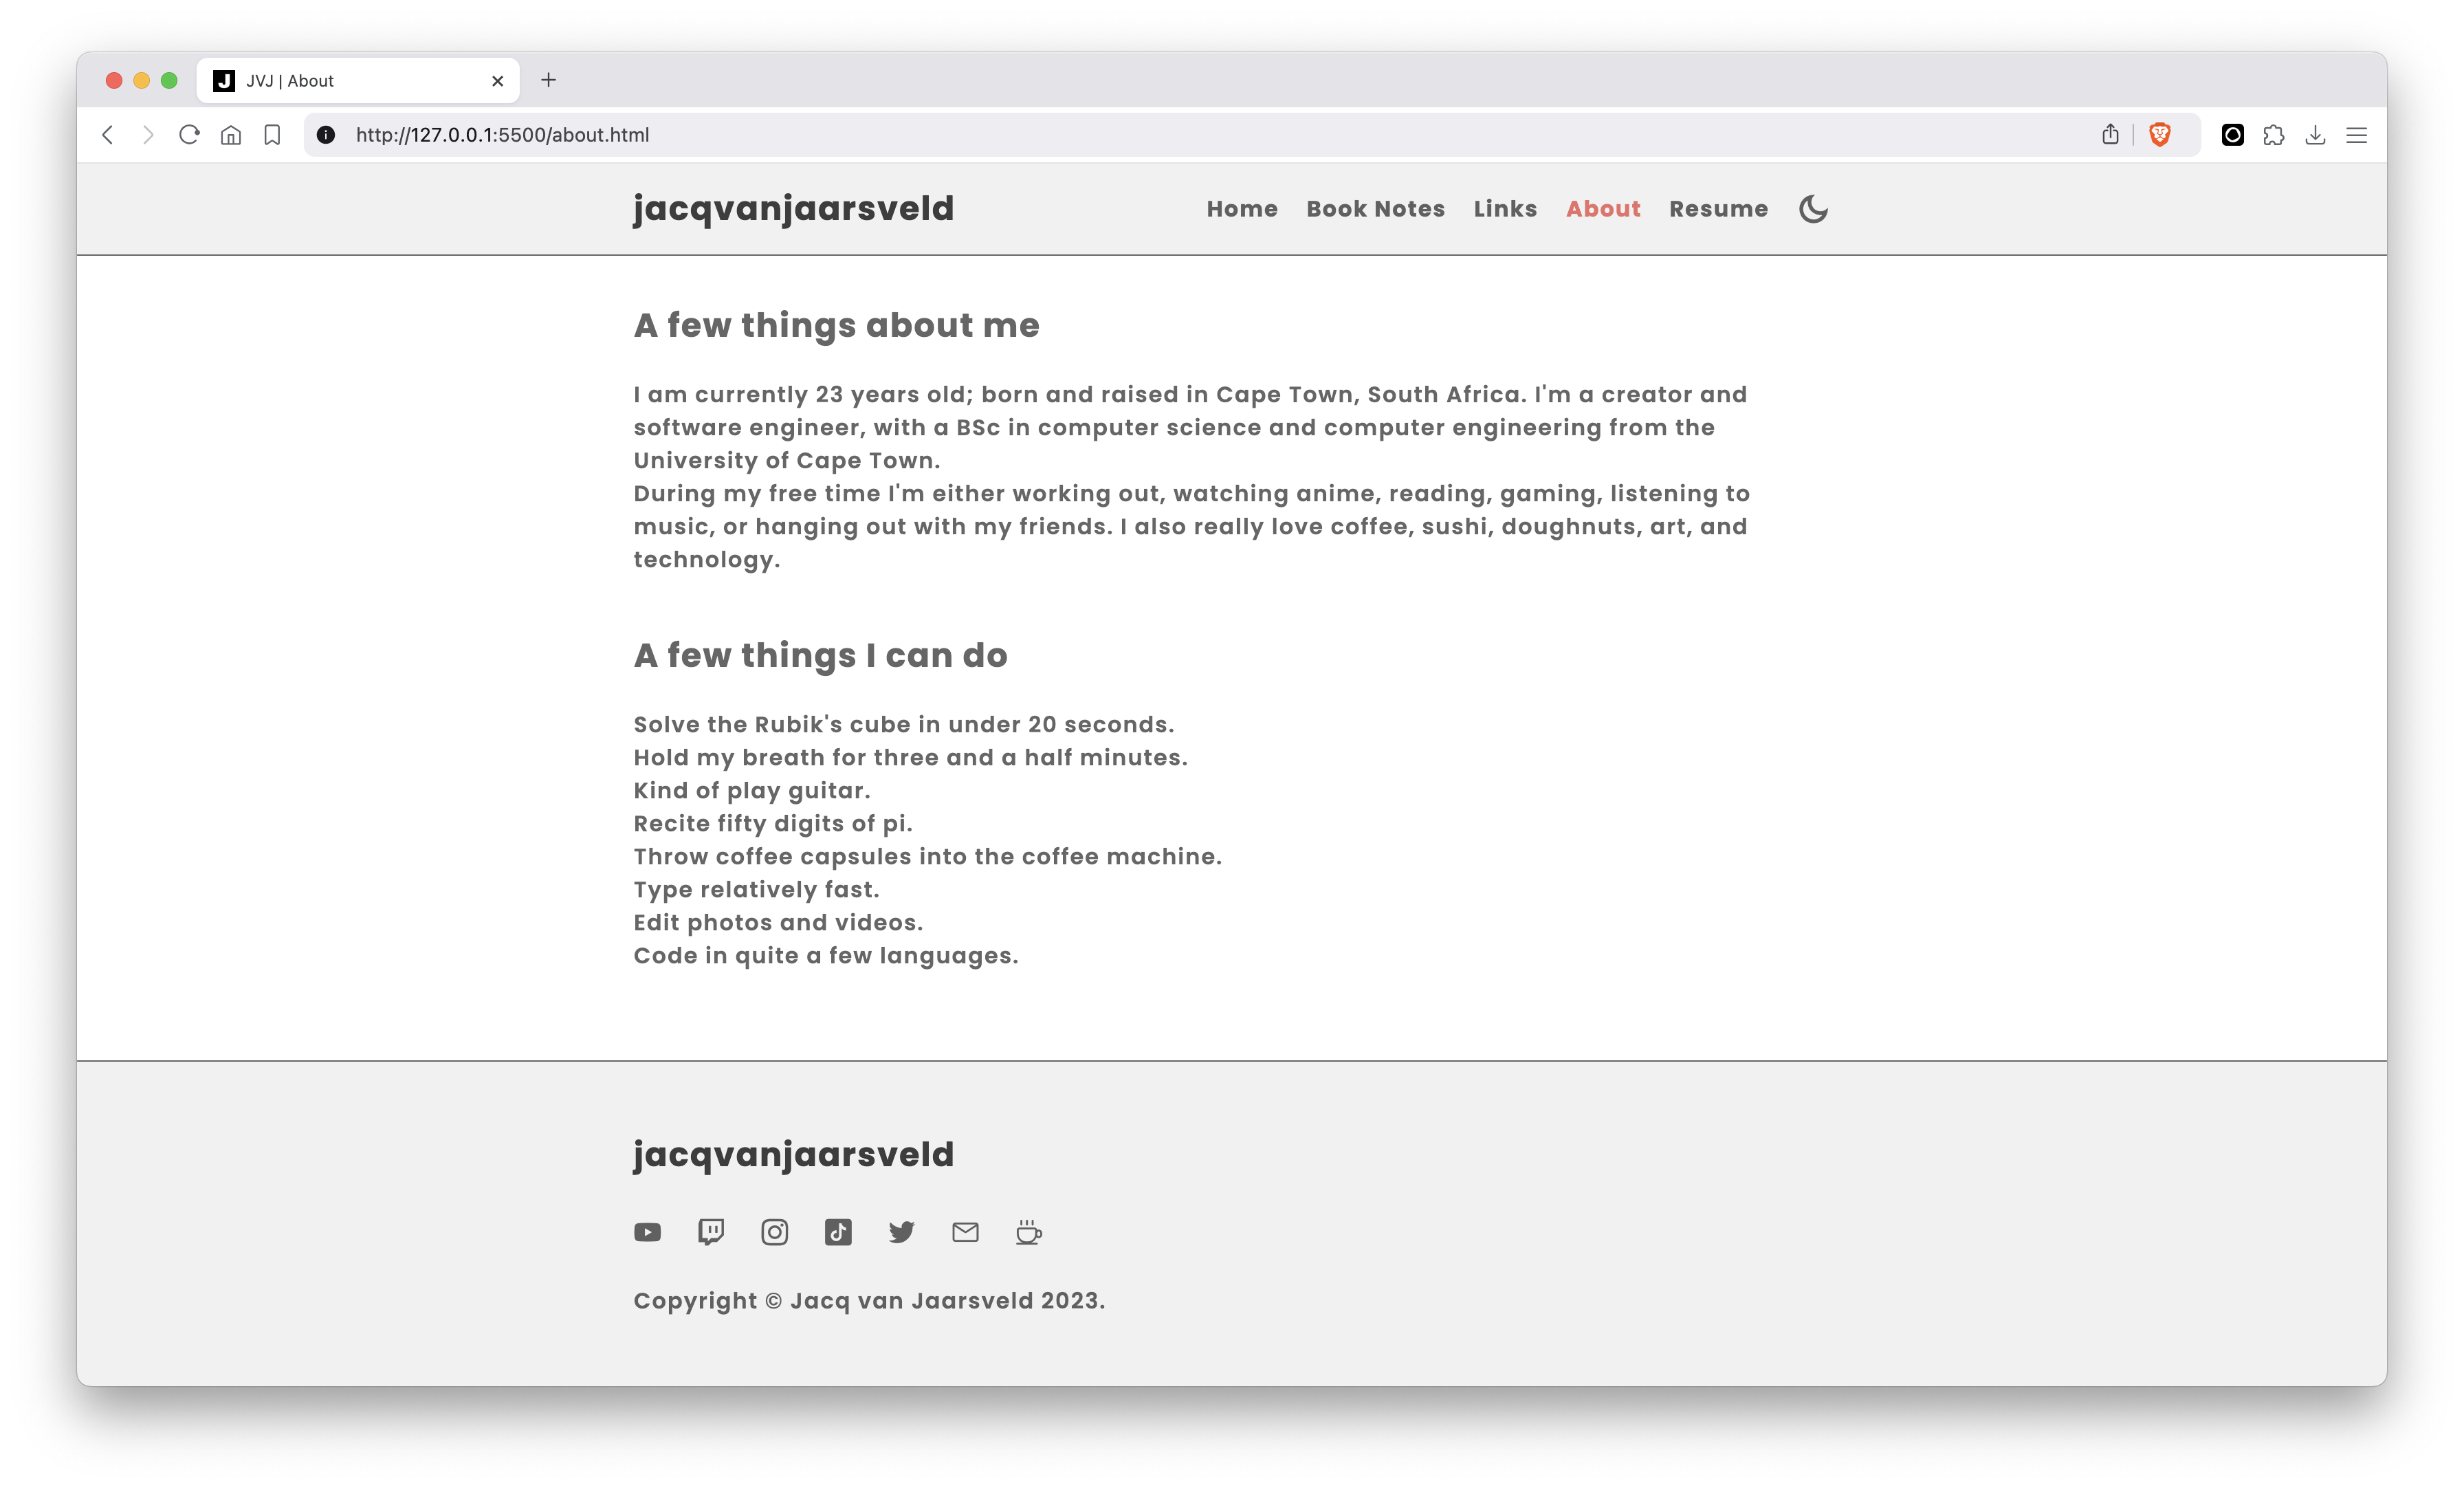 JVJ | About
http://127.0.0.1:5500/about.html
jacqvanjaarsveld
Home Book Notes Links About Resume
A few things about me
I am currently 23 years old; born and raised in Cape Town, South Africa. I'm a creator and
software engineer, with a BSc in computer science and computer engineering from the
University of Cape Town.
During my free time I'm either working out, watching anime, reading, gaming, listening to
music, or hanging out with my friends. I also really love coffee, sushi, doughnuts, art, and
technology.
A few things I can do
Solve the Rubik's cube in under 20 seconds.
Hold my breath for three and a half minutes.
Kind of play guitar.
Recite fifty digits of pi.
Throw coffee capsules into the coffee machine.
Type relatively fast.
Edit photos and videos.
Code in quite a few languages.
jacqvanjaarsveld
Copyright © Jacq van Jaarsveld 2023.